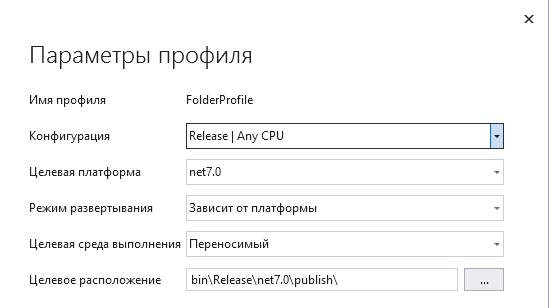 Параметры профиля
Имя профиля FolderProfile
Конфигурация Release | Any CPU
Целевая платформа net7.0
Режим развертывания Зависит от платформы
Целевая среда выполнения Переносимый
Целевое расположение bin\Release\net7.0\publish\ ...